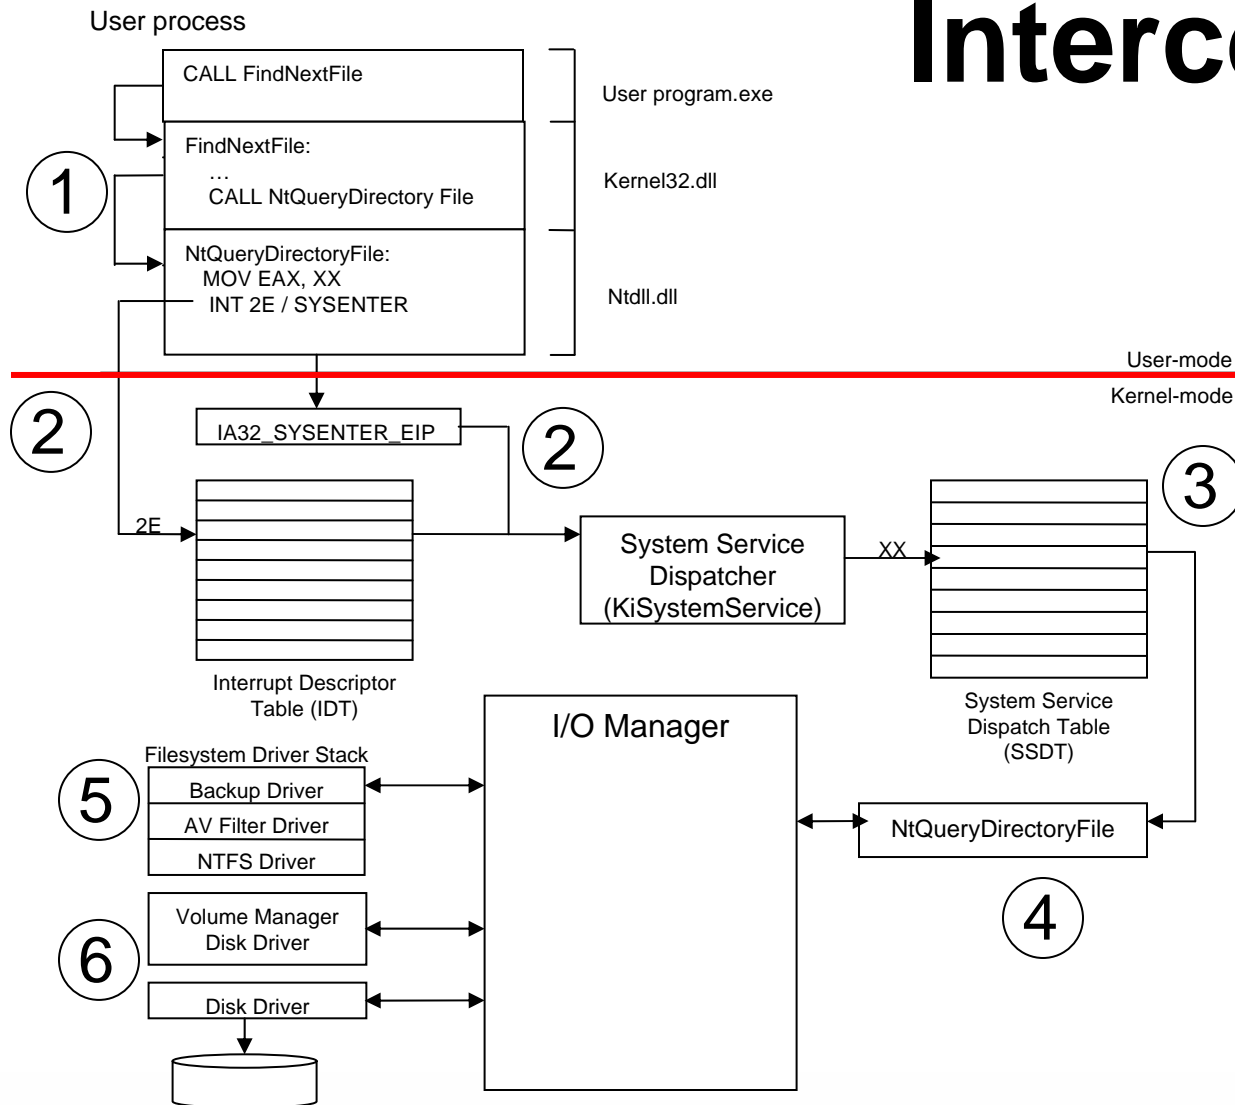 User process
Interce
CALL FindNextFile
User program.exe
FindNextFile:
…
CALL NtQueryDirectory File
Kernel32.dll
1
NtQueryDirectoryFile:
MOV EAX, XX
INT 2E / SYSENTER
Ntdll.dll
User-mode
Kernel-mode
2
IA32_SYSENTER_EIP
2
3
2E
System Service
Dispatcher
(KiSystemService)
XX
Interrupt Descriptor
Table (IDT)
System Service
Dispatch Table
(SSDT)
I/O Manager
Filesystem Driver Stack
5
Backup Driver
AV Filter Driver
NTFS Driver
NtQueryDirectoryFile
4
Volume Manager
Disk Driver
6
Disk Driver